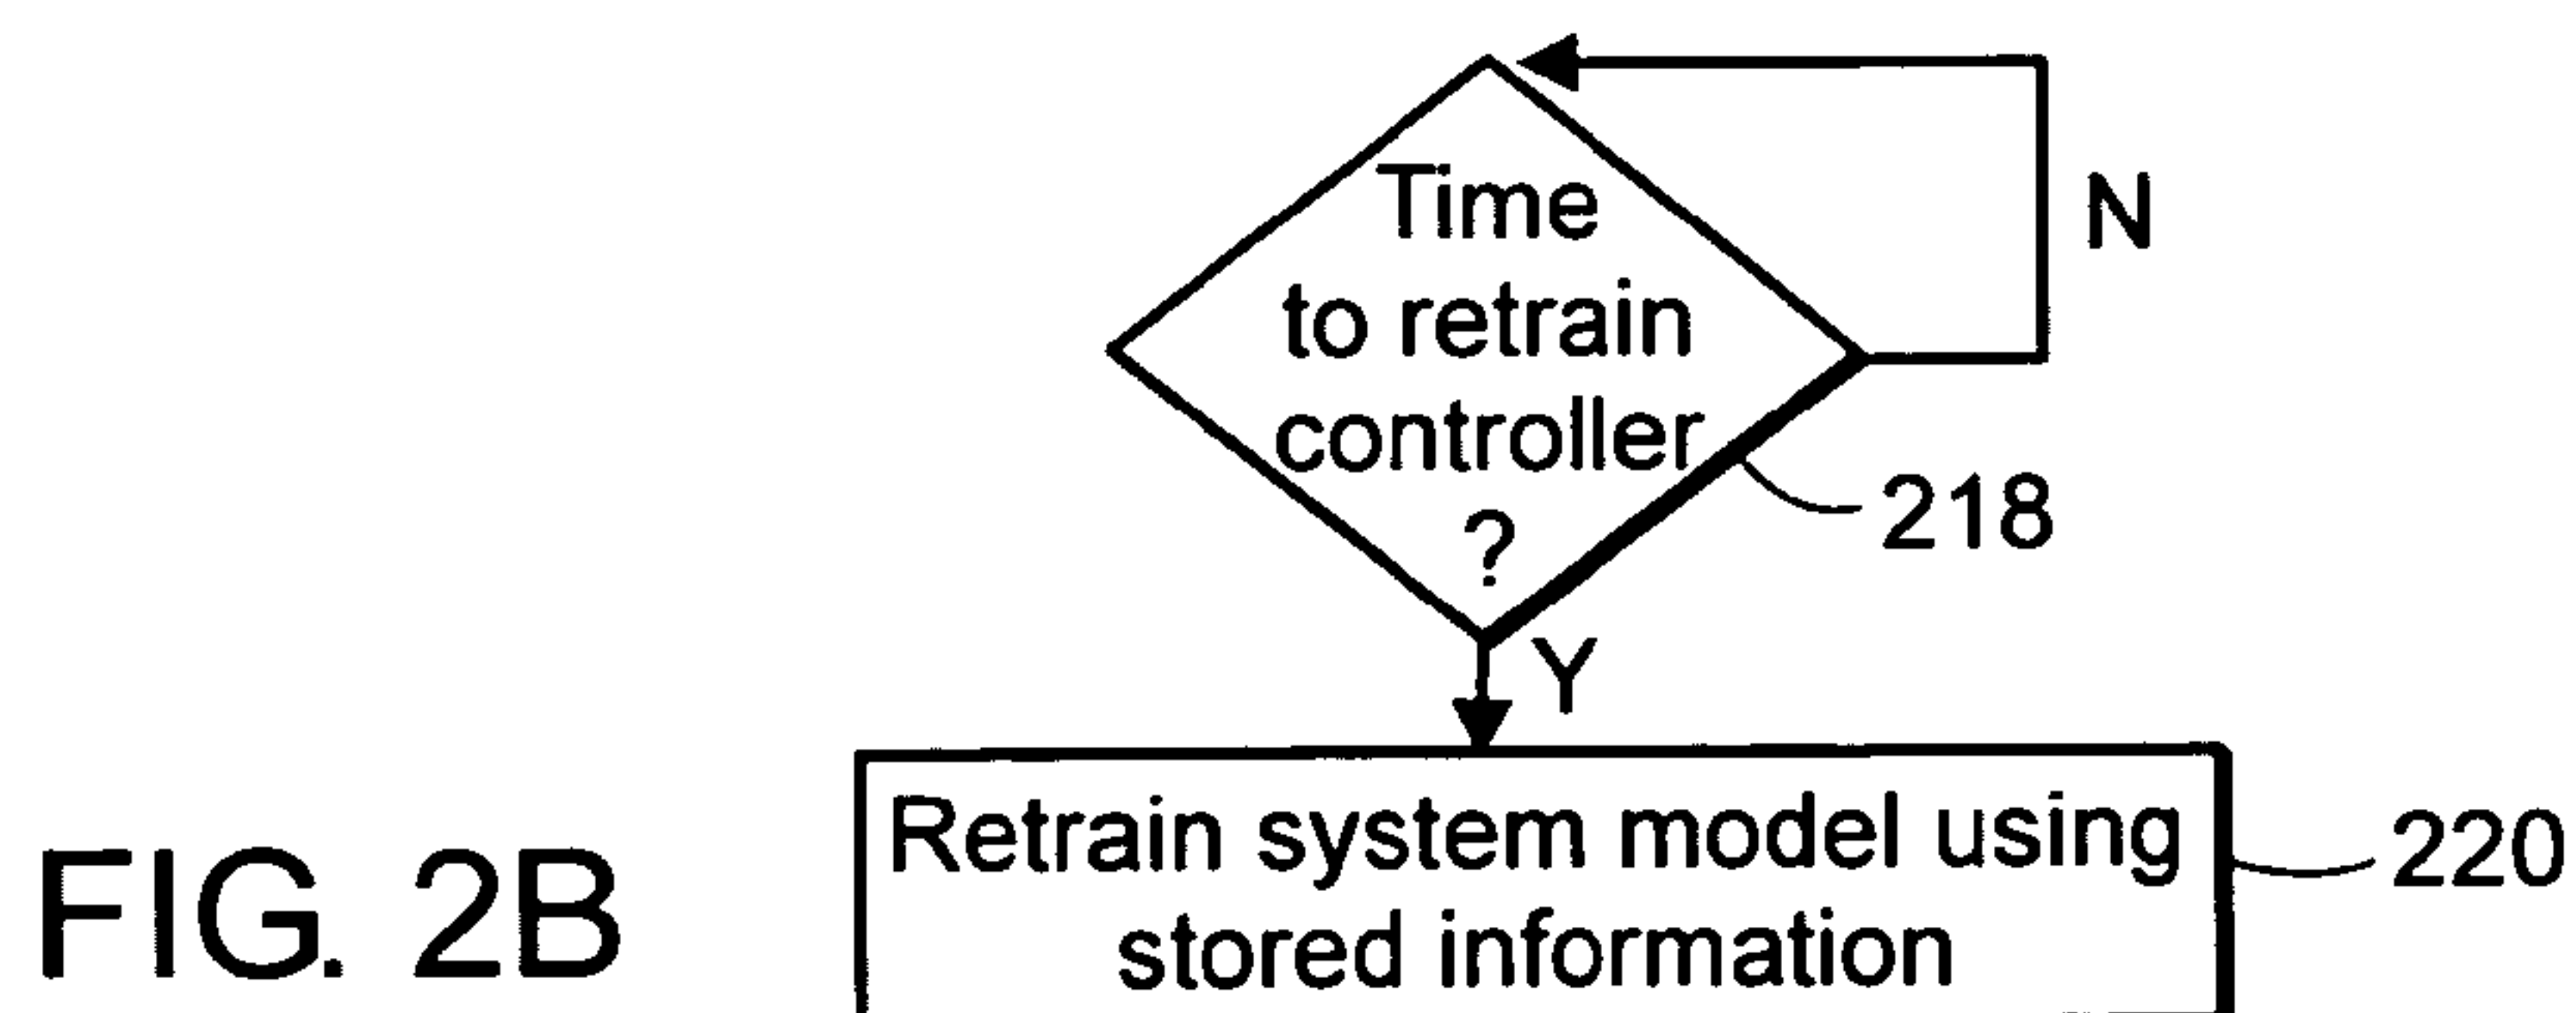 Time
to retrain
controller
?
N
218
Y
Retrain system model using
stored information
220
FIG. 2B